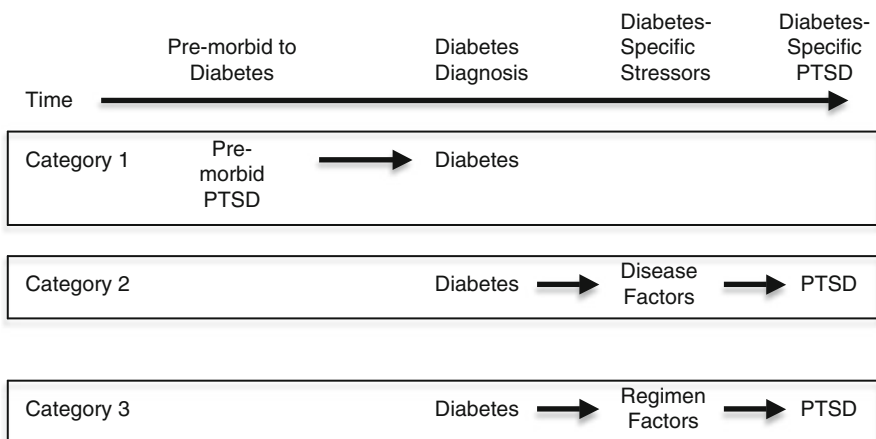 Pre-morbid to
Diabetes
Diabetes
Diagnosis
Diabetes-
Specific
Stressors
Diabetes-
Specific
PTSD
Time
Category 1
Pre-
morbid
PTSD
Diabetes
Category 2
Diabetes
Disease
Factors
PTSD
Category 3
Diabetes
Regimen
Factors
PTSD